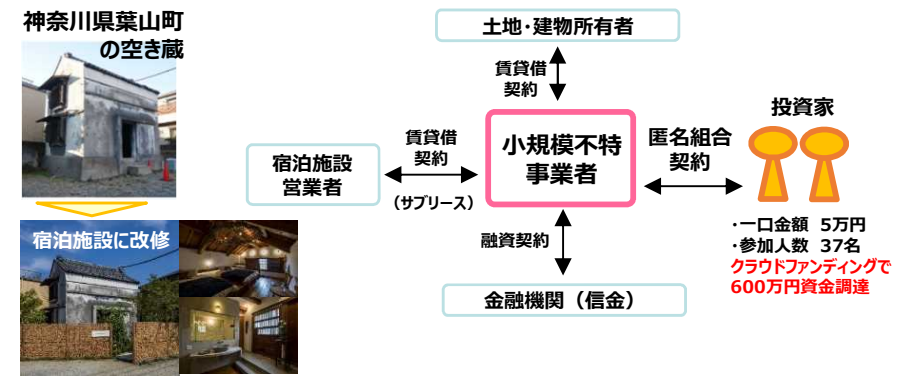 神奈川県葉山町
の空き蔵
宿泊施設に改修
土地・建物所有者
賃貸借
契約
小規模不特
事業者
賃貸借
契約
(サブリース)
宿泊施設
営業者
融資契約
金融機関(信金)
匿名組合
契約
投資家
・一口金額 5万円
・参加人数 37名
クラウドファンディングで
600万円資金調達